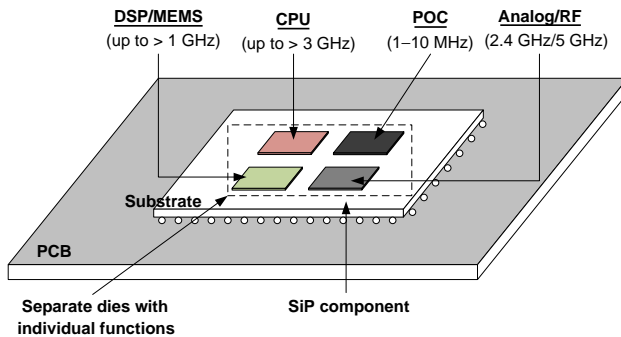 DSP/MEMS
(up to > 1 GHz)
CPU
(up to > 3 GHz)
POC
(1–10 MHz)
Analog/RF
(2.4 GHz/5 GHz)
Substrate
PCB
Separate dies with
individual functions
SiP component